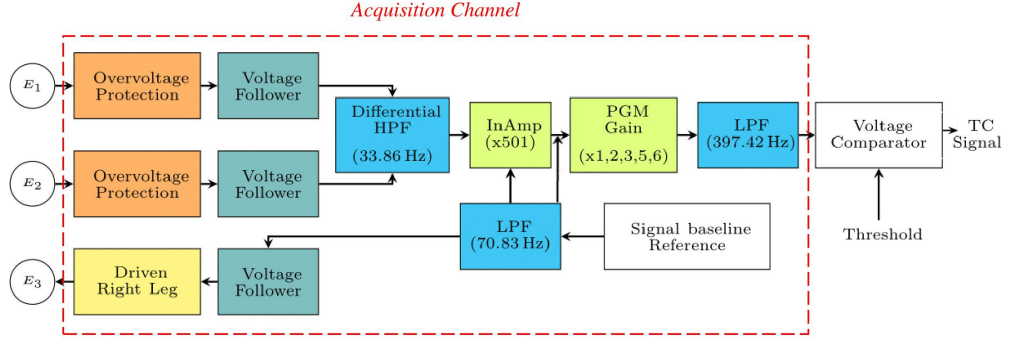 Acquisition Channel
E1
Overvoltage
Protection
Voltage
Follower
Differential
HPF
(33.86 Hz)
InAmp
(x501)
PGM
Gain
(x1,2,3,5,6)
LPF
(397.42 Hz)
Voltage
Comparator
TC
Signal
E2
Overvoltage
Protection
Voltage
Follower
LPF
(70.83 Hz)
Signal baseline
Reference
Threshold
E3
Driven
Right Leg
Voltage
Follower